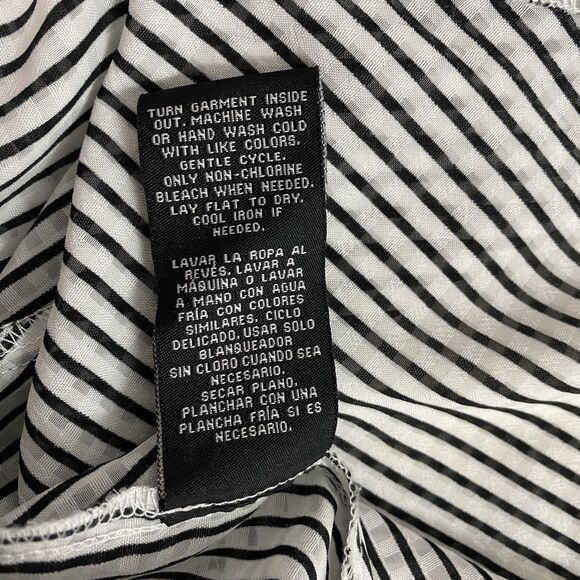 TURN GARMENT INSIDE
OUT. MACHINE WASH
OR HAND WASH COLD
WITH LIKE COLORS.
GENTLE CYCLE.
ONLY NON-CHLORINE
BLEACH WHEN NEEDED.
LAY FLAT TO DRY.
COOL IRON IF
NEEDED.
LAVAR LA ROPA AL
REVÉS. LAVAR A
MÁQUINA O LAVAR
A MANO CON AGUA
FRÍA CON COLORES
SIMILARES. CICLO
DELICADO, USAR SOLO
BLANQUEADOR
SIN CLORO CUANDO SEA
NECESARIO.
SECAR PLANO.
PLANCHAR CON UNA
PLANCHA FRÍA SI ES
NECESARIO.